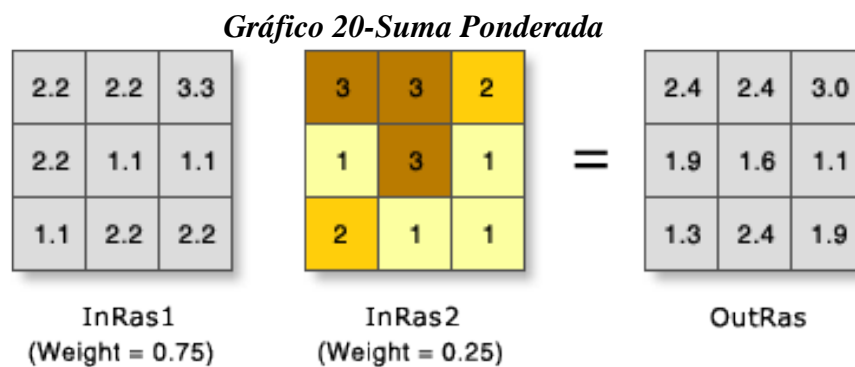 Gráfico 20-Suma Ponderada
2.2 2.2 3.3 3 3 2 2.4 2.4 3.0
2.2 1.1 1.1 1 3 1 = 1.9 1.6 1.1
1.1 2.2 2.2 2 1 1 1.3 2.4 1.9
InRas1 InRas2 OutRas
(Weight = 0.75) (Weight = 0.25)